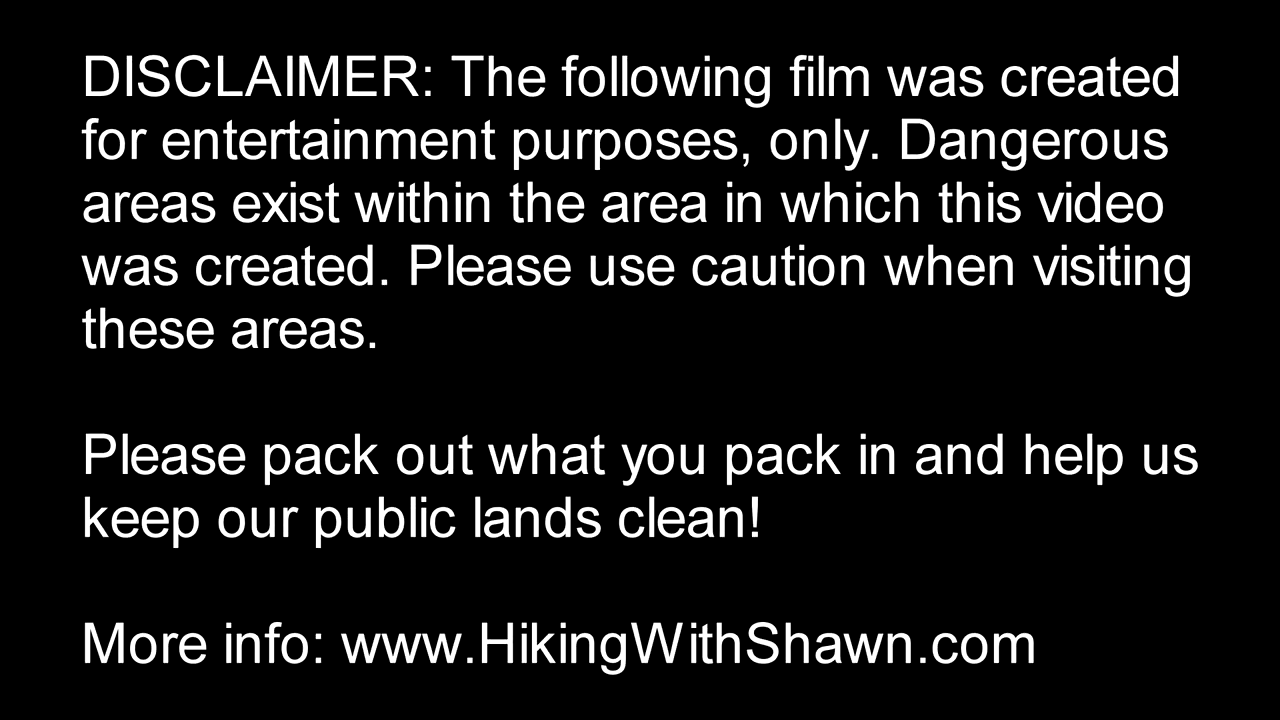 DISCLAIMER: The following film was created
for entertainment purposes, only. Dangerous
areas exist within the area in which this video
was created. Please use caution when visiting
these areas.
Please pack out what you pack in and help us
keep our public lands clean!
More info: www.HikingWithShawn.com